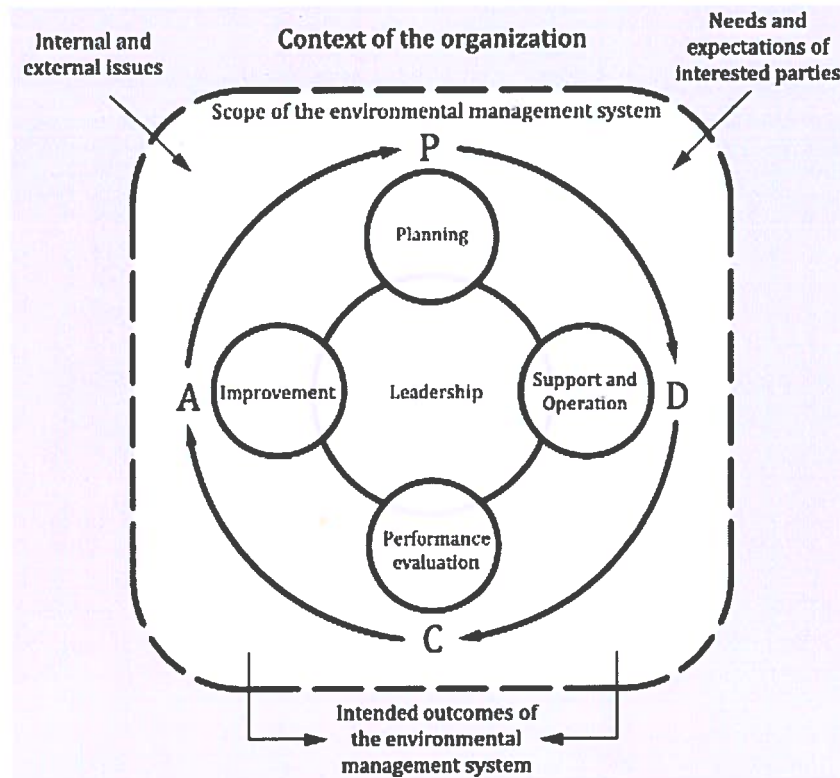 Internal and
external issues
Context of the organization
Needs and
expectations of
interested parties
Scope of the environmental management system
P
Planning
A
Improvement
Leadership
Support and
Operation
D
Performance
evaluation
C
Intended outcomes of
the environmental
management system